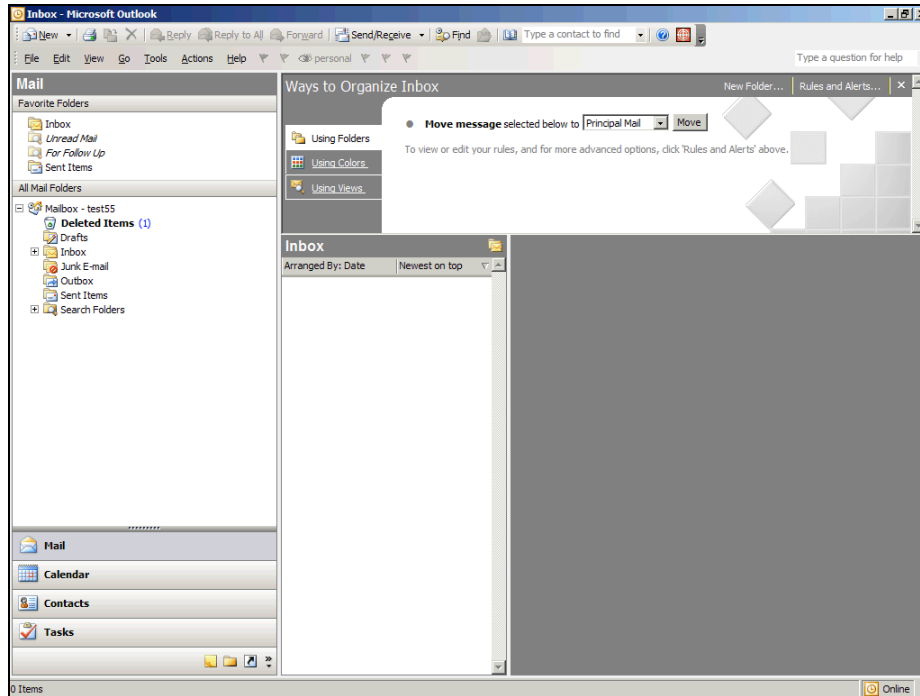 Inbox - Microsoft Outlook
New Reply Reply to All Forward Send/Receive Find Type a contact to find
File Edit View Go Tools Actions Help personal Type a question for help
Mail
Favorite Folders
Inbox
Unread Mail
For Follow Up
Sent Items
All Mail Folders
Mailbox - test55
Deleted Items (1)
Drafts
Inbox
Junk E-mail
Outbox
Sent Items
Search Folders
Mail
Calendar
Contacts
Tasks
Ways to Organize Inbox New Folder... Rules and Alerts...
Using Folders
Using Colors
Using Views
Move message selected below to Principal Mail Move
To view or edit your rules, and for more advanced options, click 'Rules and Alerts' above.
Inbox
Arranged By: Date Newest on top
0 Items Online